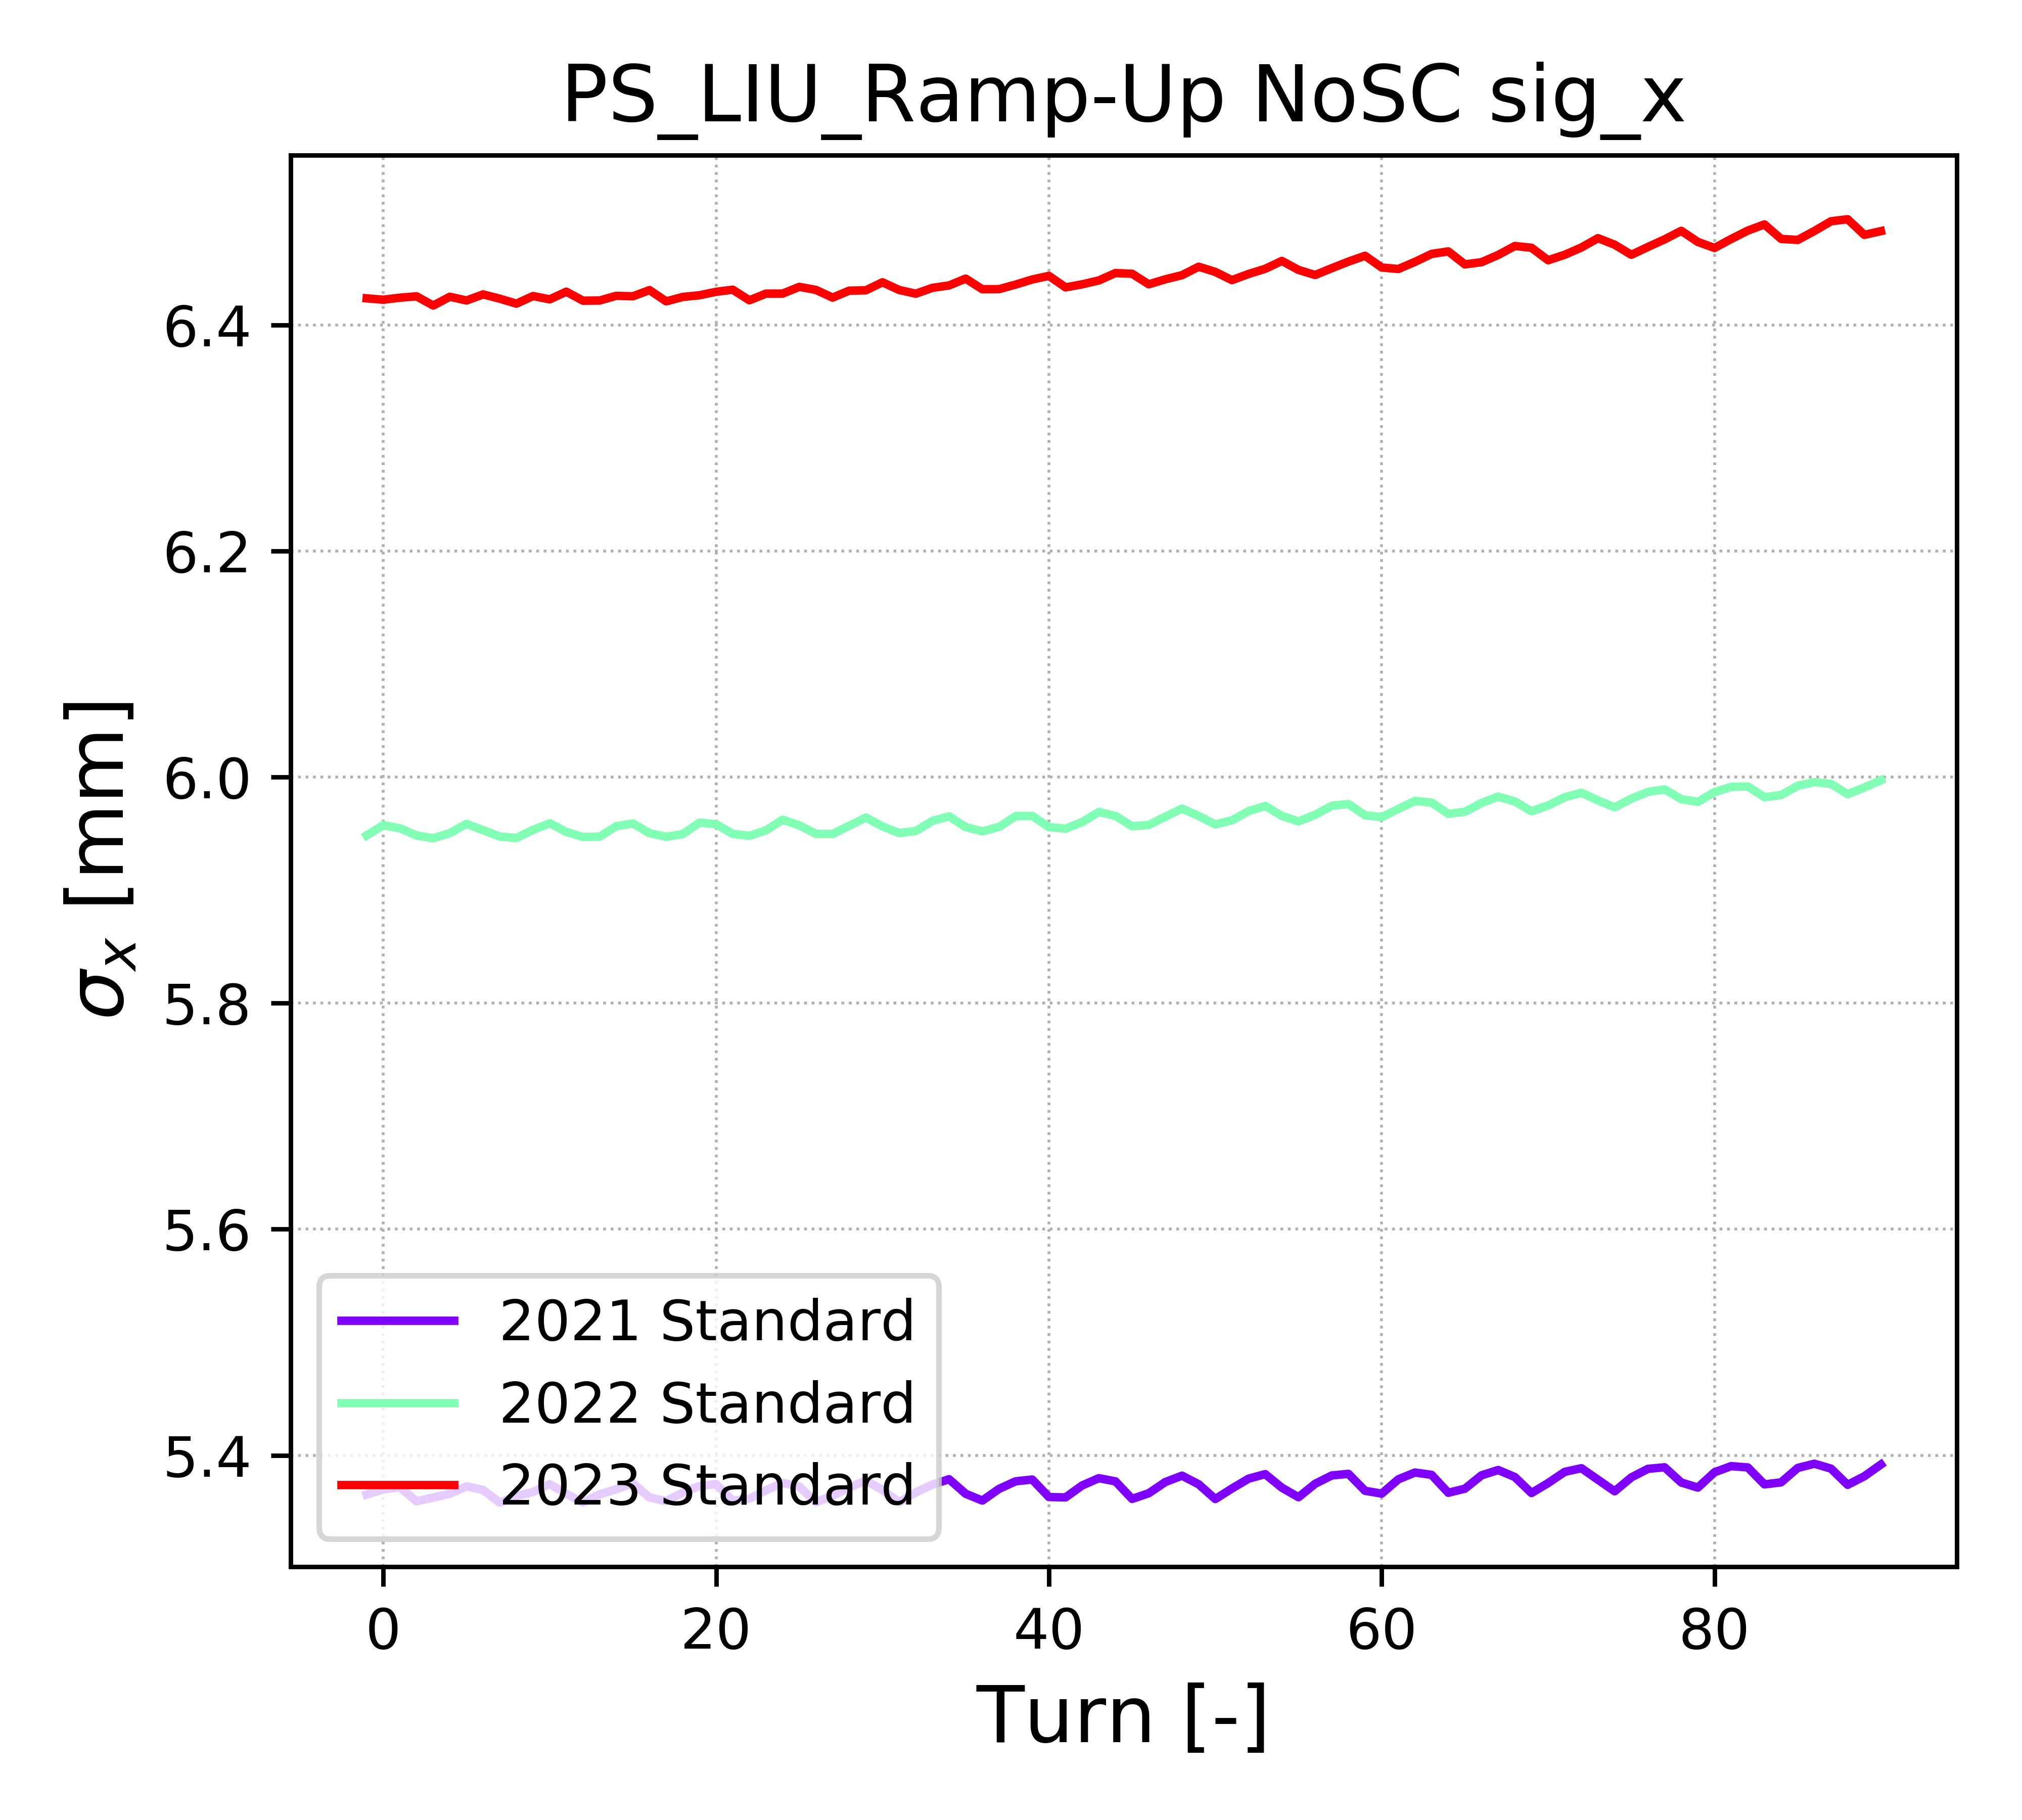 PS_LIU_Ramp-Up NoSC sig_x
σx [mm]
6.4
6.2
6.0
5.8
5.6
5.4
2021 Standard
2022 Standard
2023 Standard
0 20 40 60 80
Turn [-]